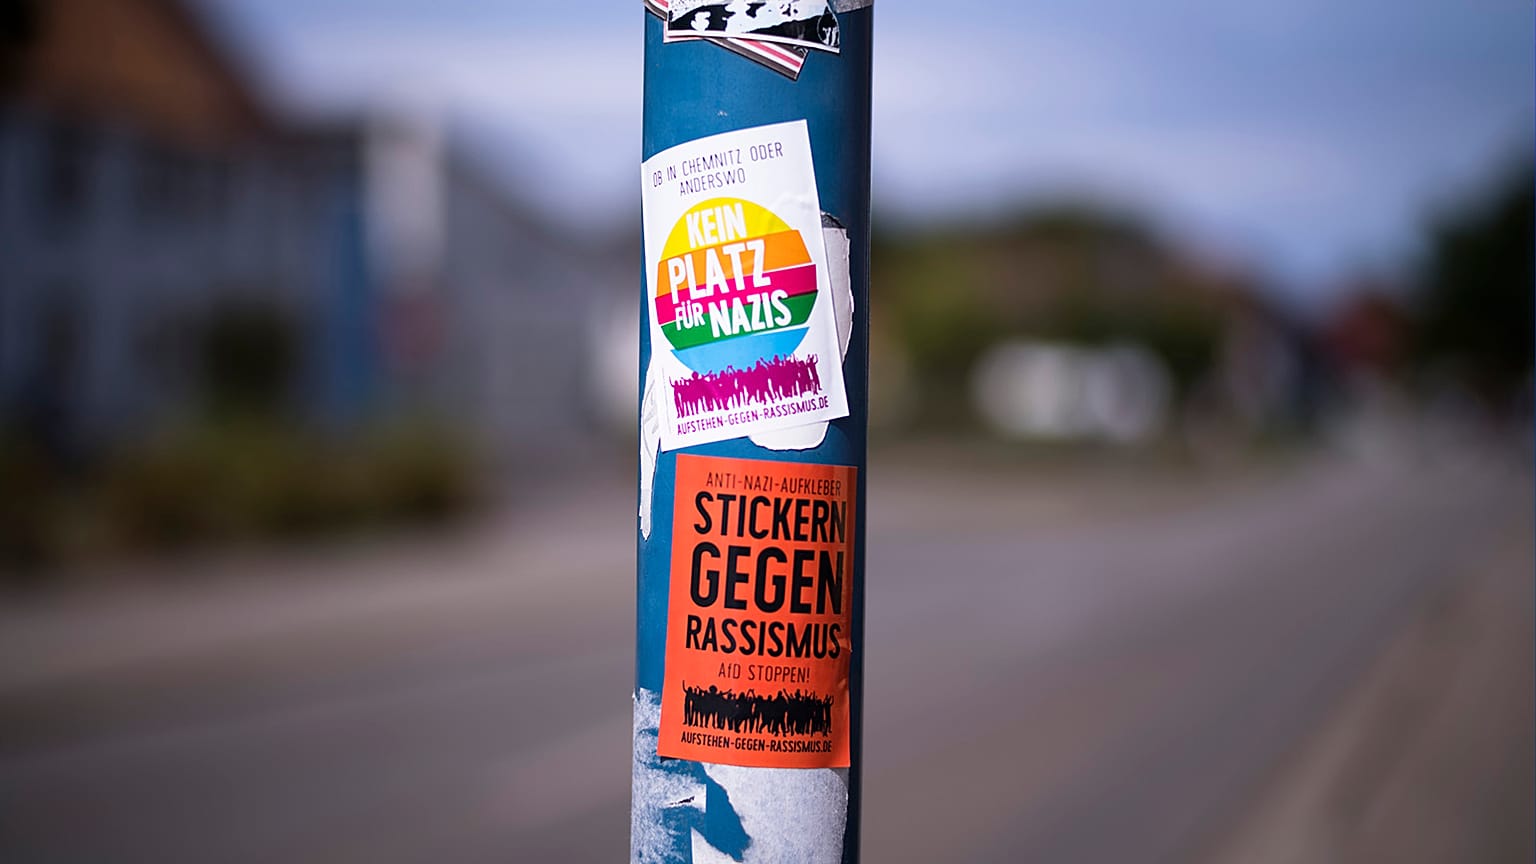 OB IN CHEMNITZ ODER
ANDERSWO
KEIN
PLATZ
FÜR NAZIS
AUFSTEHEN-GEGEN-RASSISMUS.DE
ANTI-NAZI-AUFKLEBER
STICKERN
GEGEN
RASSISMUS
AfD STOPPEN!
AUFSTEHEN-GEGEN-RASSISMUS.DE